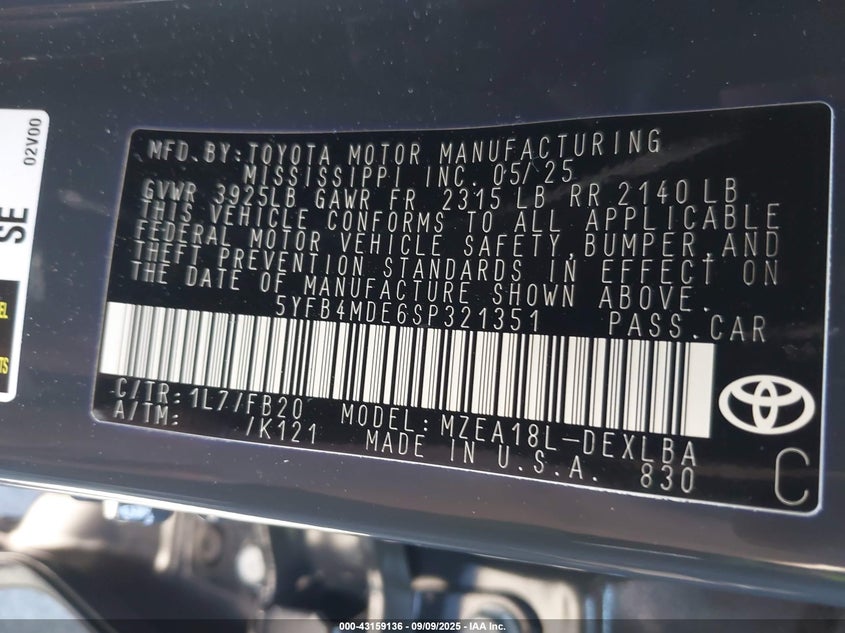 02V00
SE
MFD.BY:TOYOTA MOTOR MANUFACTURING
MISSISSIPPI INC. 05/25
GVWR 3925LB GAWR FR 2315 LB RR 2140 LB
THIS VEHICLE CONFORMS TO ALL APPLICABLE
FEDERAL MOTOR VEHICLE SAFETY,BUMPER,AND
THEFT PREVENTION STANDARDS IN EFFECT ON
THE DATE OF MANUFACTURE SHOWN ABOVE.
5YFB4MDE6SP321351 PASS.CAR
C/TR:1L7/FB20 MODEL:MZEA18L-DEXLBA
A/TM: /K121 MADE IN U.S.A. 830
C
000-43159136 - 09/09/2025 - IAA Inc.